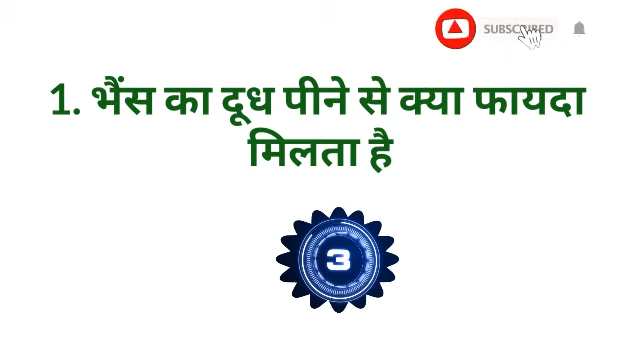 SUBSCRIBED
1. भैंस का दूध पीने से क्या फायदा
मिलता है
3